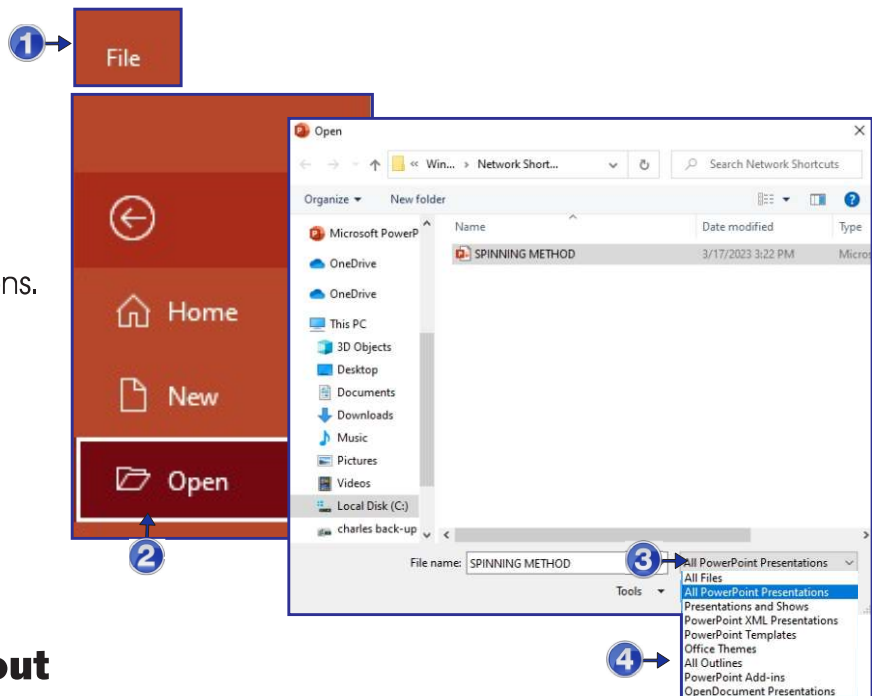 1
File
ns.
Home
New
Open
2
Open
« Win... › Network Short...
Search Network Shortcuts
Organize
New folder
Microsoft PowerP
OneDrive
OneDrive
This PC
3D Objects
Desktop
Documents
Downloads
Music
Pictures
Videos
Local Disk (C:)
charles back-up
Name
Date modified
Type
SPINNING METHOD
3/17/2023 3:22 PM
Micros
File name: SPINNING METHOD
3
All PowerPoint Presentations
Tools
All Files
All PowerPoint Presentations
Presentations and Shows
PowerPoint XML Presentations
PowerPoint Templates
Office Themes
All Outlines
PowerPoint Add-ins
OpenDocument Presentations
4
out